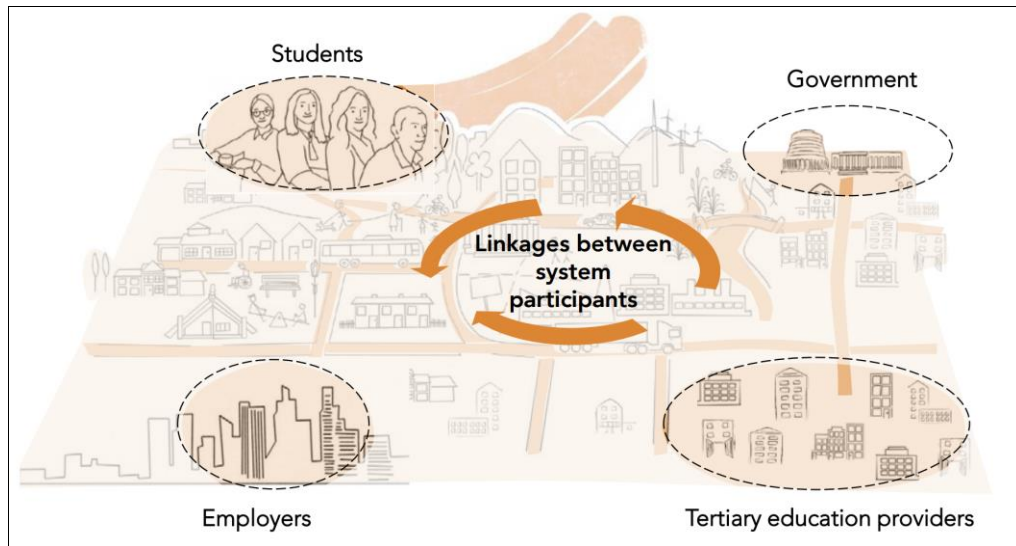 Students
Government
Linkages between
system
participants
Employers
Tertiary education providers